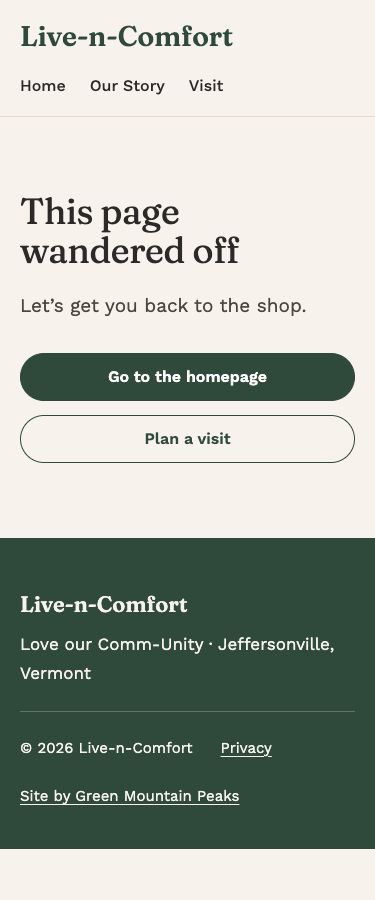 Live-n-Comfort
Home Our Story Visit
This page
wandered off
Let’s get you back to the shop.
Go to the homepage
Plan a visit
Live-n-Comfort
Love our Comm-Unity · Jeffersonville,
Vermont
© 2026 Live-n-Comfort Privacy
Site by Green Mountain Peaks